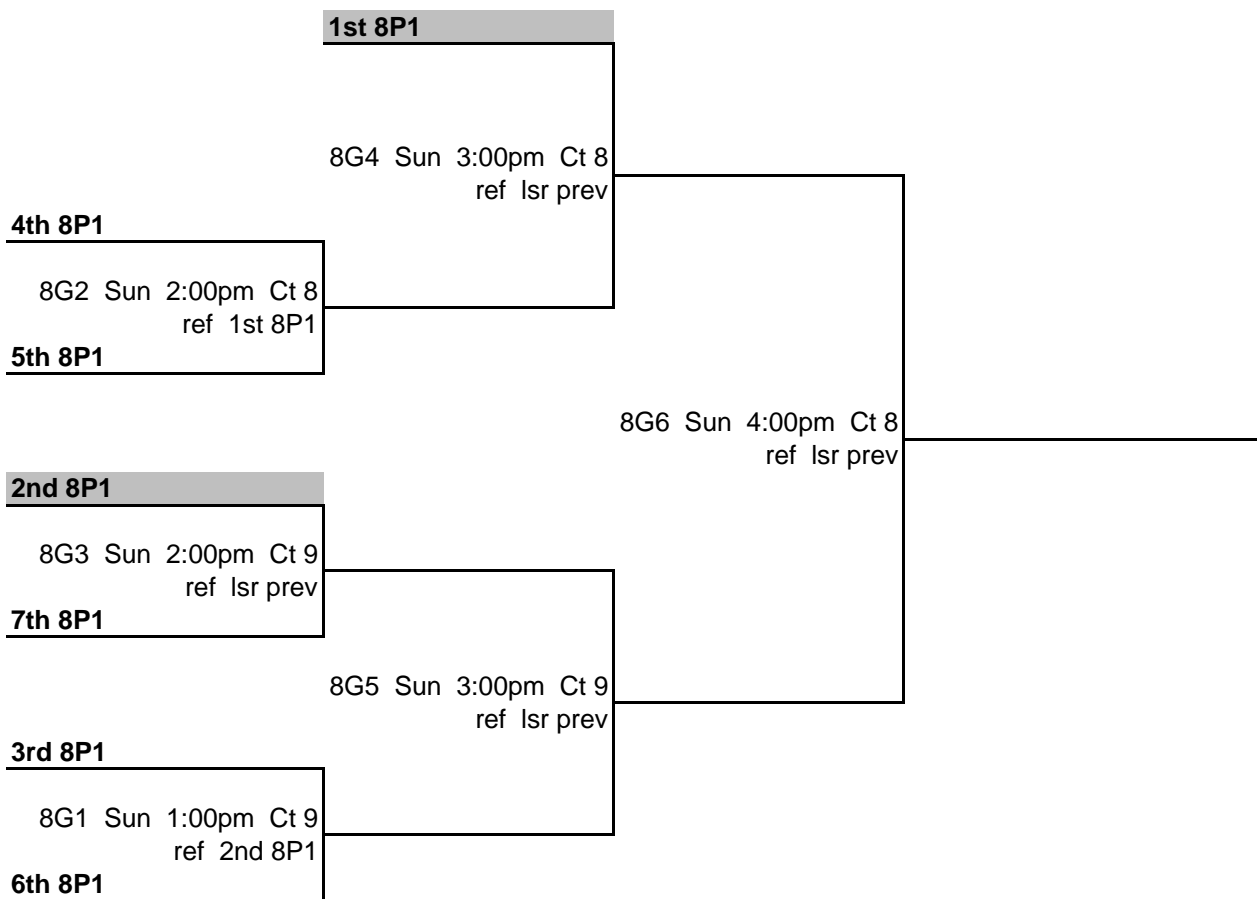 1st 8P1
8G4 Sun 3:00pm Ct 8
ref lsr prev
4th 8P1
8G2 Sun 2:00pm Ct 8
ref 1st 8P1
5th 8P1
8G6 Sun 4:00pm Ct 8
ref lsr prev
2nd 8P1
8G3 Sun 2:00pm Ct 9
ref lsr prev
7th 8P1
8G5 Sun 3:00pm Ct 9
ref lsr prev
3rd 8P1
8G1 Sun 1:00pm Ct 9
ref 2nd 8P1
6th 8P1